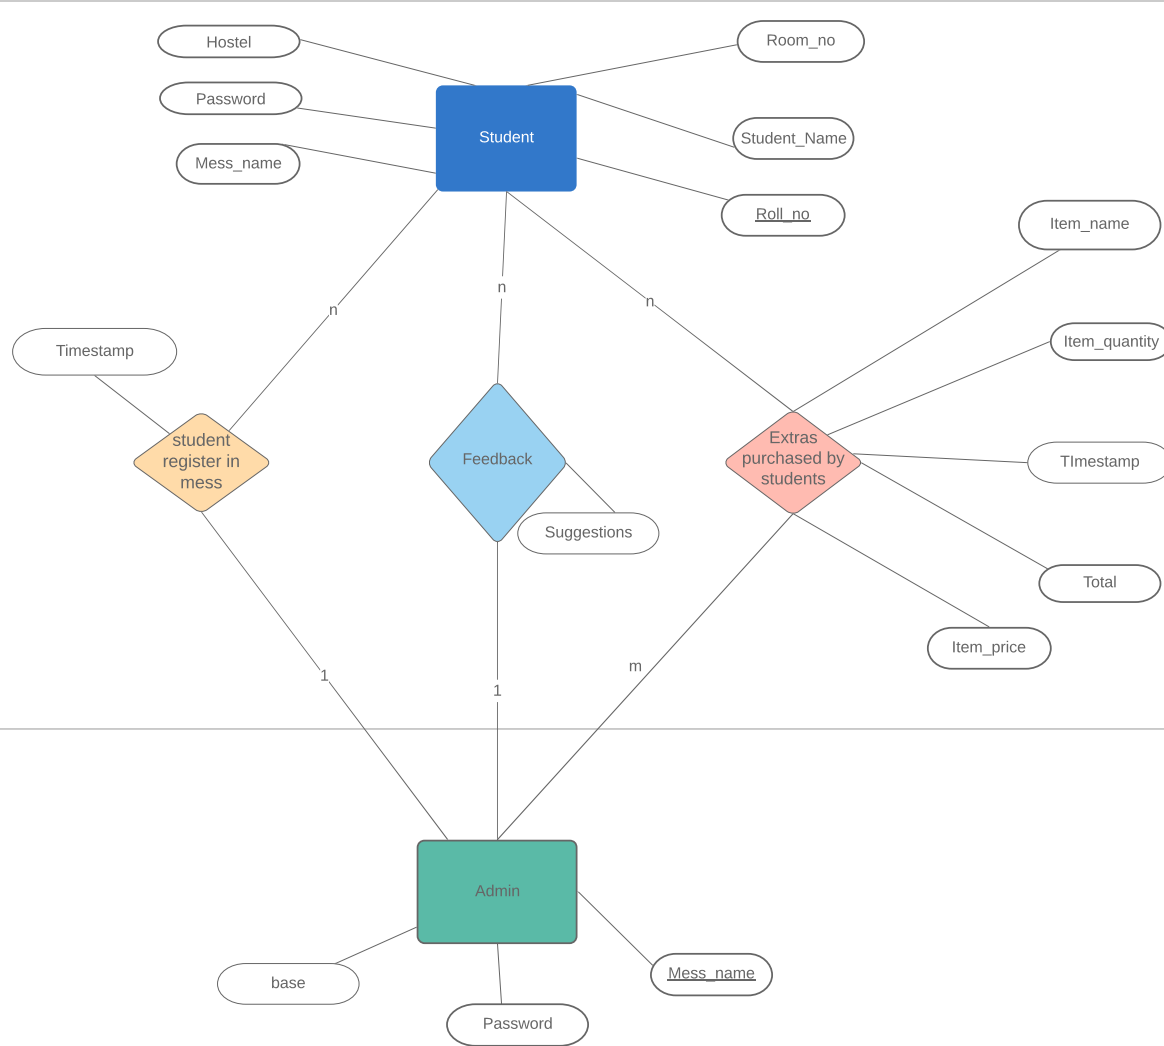 Hostel
Room_no
Password
Student
Student_Name
Mess_name
Roll_no
Item_name
n
n
n
Timestamp
Item_quantity
student
register in
mess
Feedback
Extras
purchased by
students
TImestamp
Suggestions
Total
Item_price
1
1
m
Admin
base
Mess_name
Password